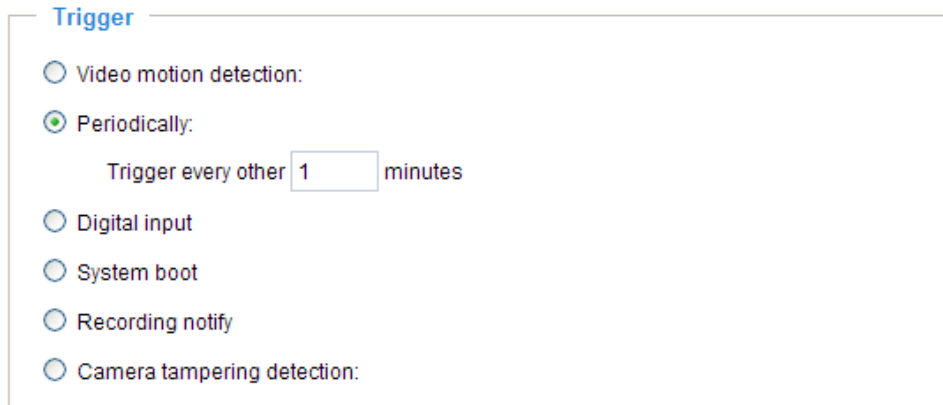 Trigger
Video motion detection:
Periodically:
Trigger every other 1 minutes
Digital input
System boot
Recording notify
Camera tampering detection: